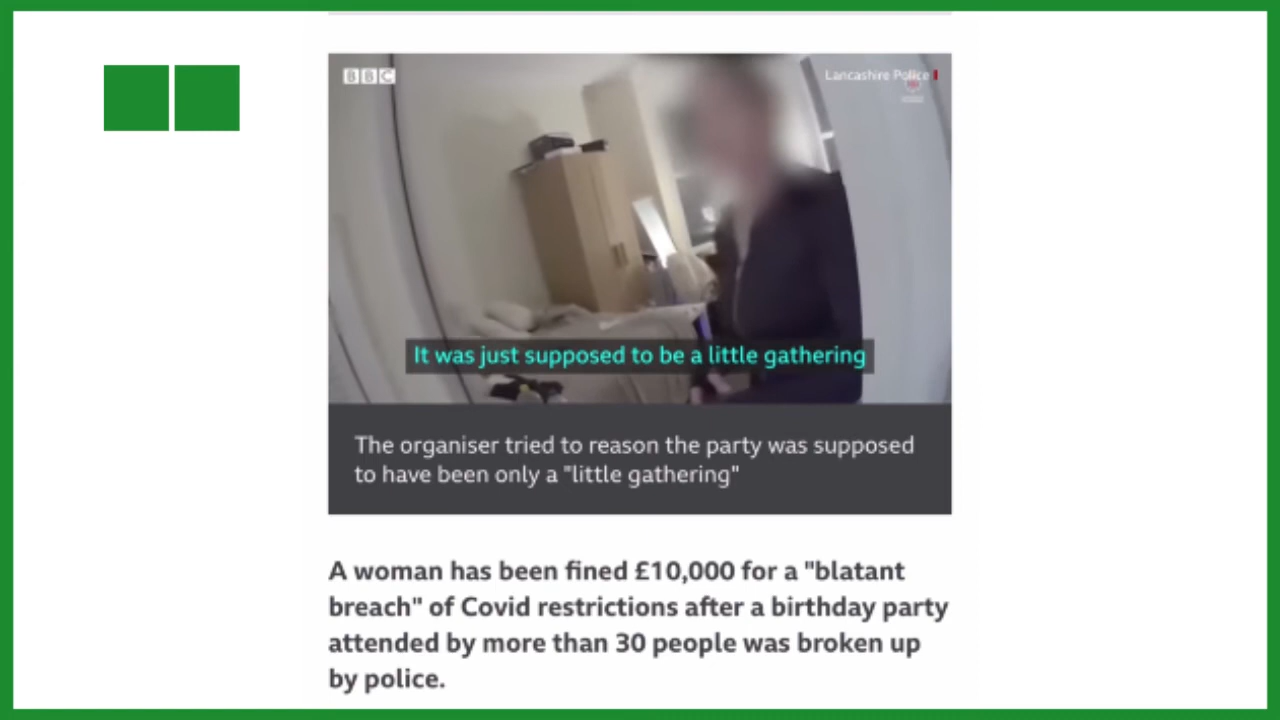 BBC
Lancashire Police
It was just supposed to be a little gathering
The organiser tried to reason the party was supposed
to have been only a "little gathering"
A woman has been fined £10,000 for a "blatant
breach" of Covid restrictions after a birthday party
attended by more than 30 people was broken up
by police.